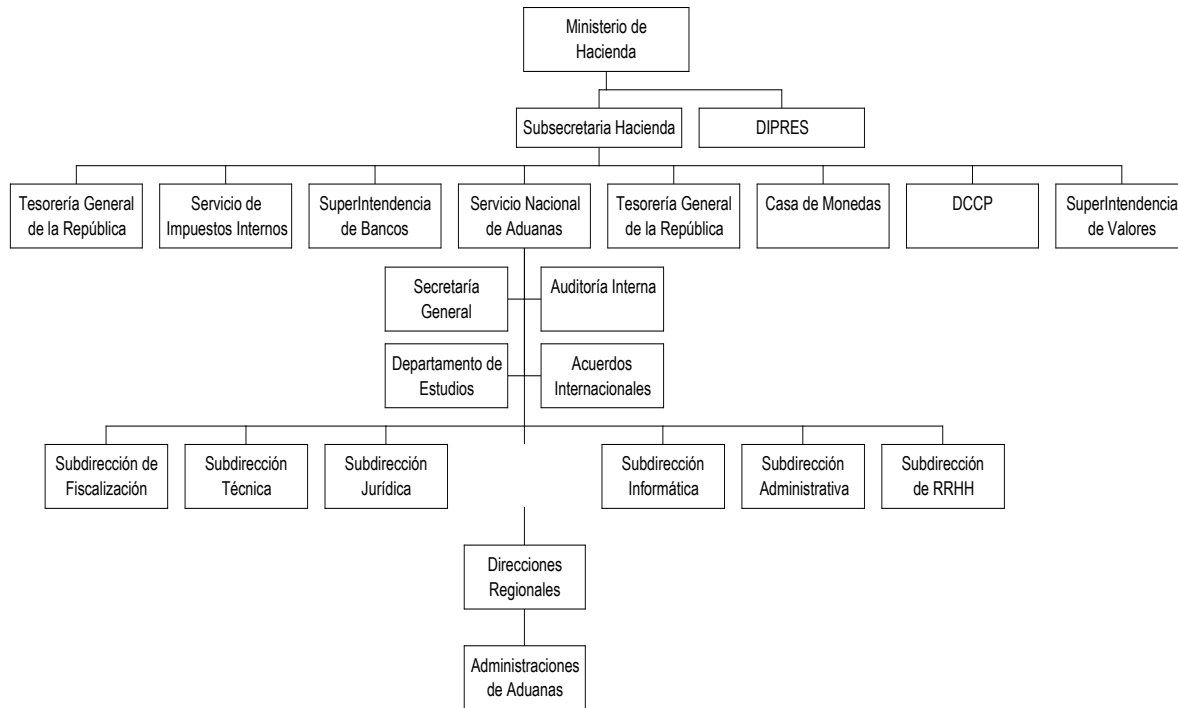 Ministerio de
Hacienda
Subsecretaria Hacienda
DIPRES
Tesorería General
de la República
Servicio de
Impuestos Internos
SuperIntendencia
de Bancos
Servicio Nacional
de Aduanas
Tesorería General
de la República
Casa de Monedas
DCCP
SuperIntendencia
de Valores
Secretaría
General
Auditoría Interna
Departamento de
Estudios
Acuerdos
Internacionales
Subdirección de
Fiscalización
Subdirección
Técnica
Subdirección
Jurídica
Subdirección
Informática
Subdirección
Administrativa
Subdirección
de RRHH
Direcciones
Regionales
Administraciones
de Aduanas